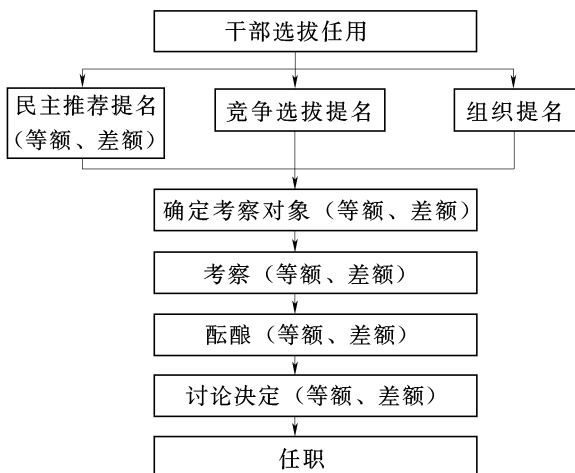 干部选拔任用
民主推荐提名
（等额、差额）
竞争选拔提名
组织提名
确定考察对象（等额、差额）
考察（等额、差额）
酝酿（等额、差额）
讨论决定（等额、差额）
任职